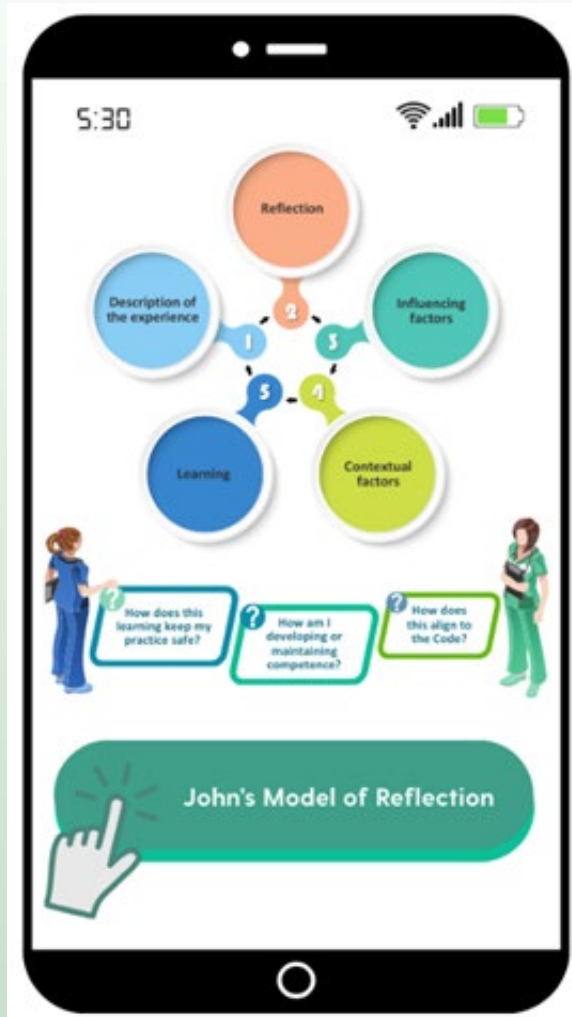 5:30
Reflection
2
Description of
the experience
1
Influencing
factors
3
5
4
Learning
Contextual
factors
?
How does this
learning keep my
practice safe?
?
How am I
developing or
maintaining
competence?
?
How does
this align to
the Code?
John's Model of Reflection